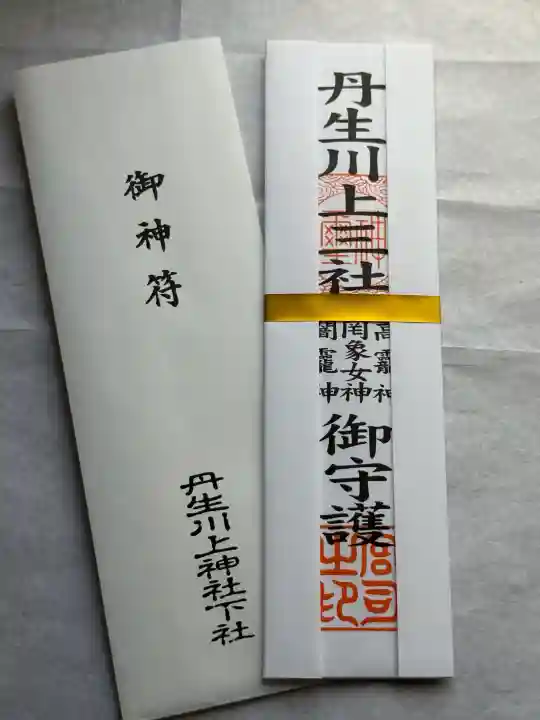 丹生川上三社
高龗神
罔象女神
闇龗神
御守護
御神符
丹生川上神社下社